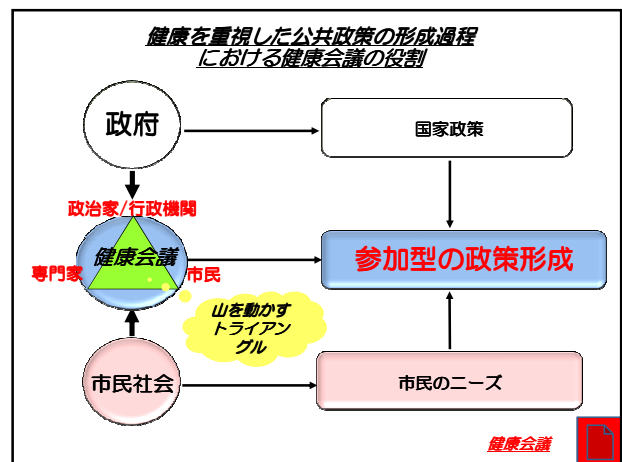 健康を重視した公共政策の形成過程
における健康会議の役割
政府
国家政策
政治家/行政機関
健康会議
専門家
市民
参加型の政策形成
山を動かす
トライアン
グル
市民社会
市民のニーズ
健康会議